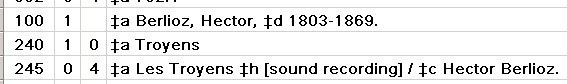 100 1 ‡a Berlioz, Hector, ‡d 1803-1869.
240 1 0 ‡a Troyens
245 0 4 ‡a Les Troyens ‡h [sound recording] / ‡c Hector Berlioz.